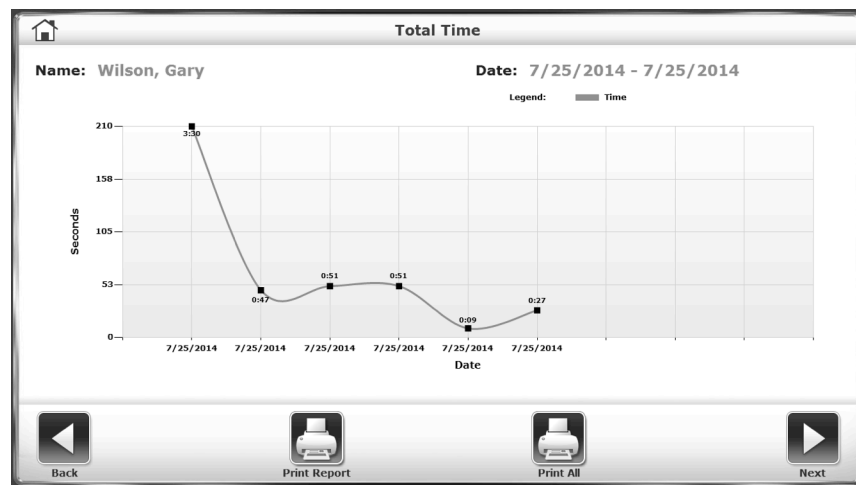 Total Time
Name: Wilson, Gary
Date: 7/25/2014 - 7/25/2014
Legend: Time
210
3:30
158
105
53
0
Seconds
0:47
0:51
0:51
0:09
0:27
7/25/2014 7/25/2014 7/25/2014 7/25/2014 7/25/2014 7/25/2014
Date
Back
Print Report
Print All
Next